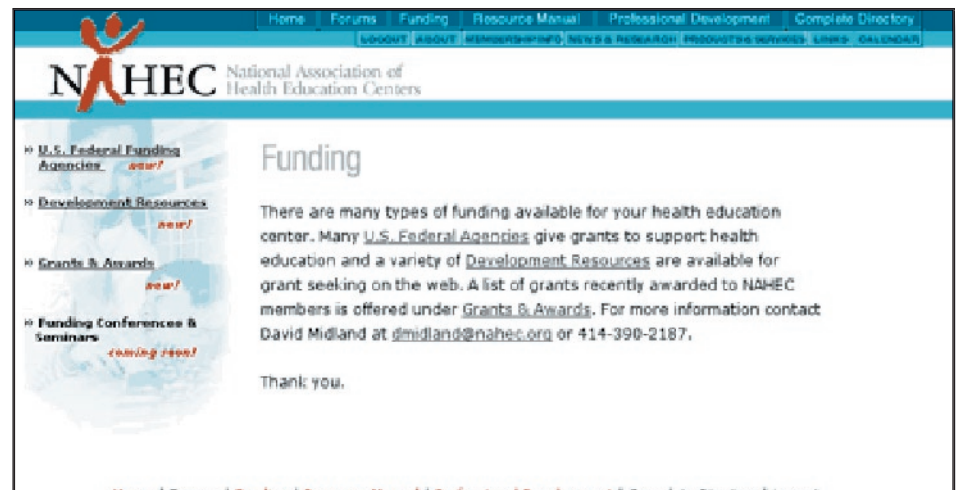 Home Forums Funding Resource Manual Professional Development Complete Directory
LOGOUT ABOUT MEMBERSHIP INFO NEWS & RESEARCH PRODUCTS & SERVICES LINKS CALENDAR
NAHEC National Association of
Health Education Centers
» U.S. Federal Funding
Agencies new!
» Development Resources
new!
» Grants & Awards
new!
» Funding Conferences &
Seminars
coming soon!
Funding
There are many types of funding available for your health education
center. Many U.S. Federal Agencies give grants to support health
education and a variety of Development Resources are available for
grant seeking on the web. A list of grants recently awarded to NAHEC
members is offered under Grants & Awards. For more information contact
David Midland at dmidland@nahec.org or 414-390-2187.
Thank you.